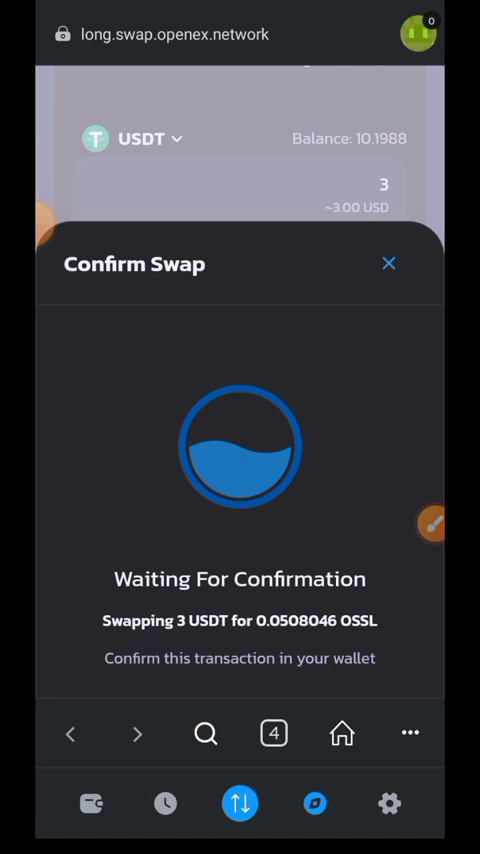 long.swap.openex.network
0
USDT
Balance: 10.1988
3
~3.00 USD
Confirm Swap
Waiting For Confirmation
Swapping 3 USDT for 0.0508046 OSSL
Confirm this transaction in your wallet
4